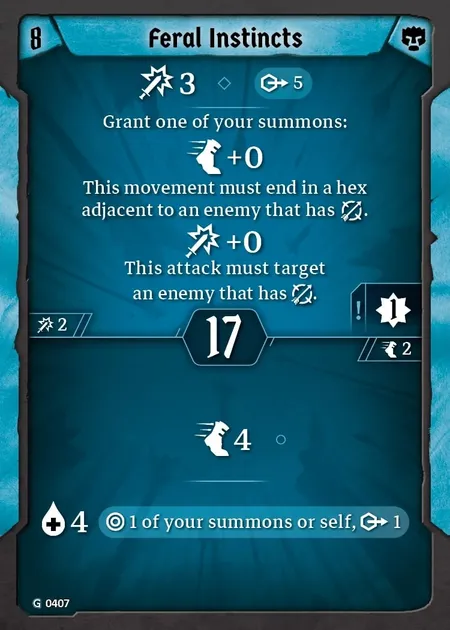 8 Feral Instincts
3 5
Grant one of your summons:
+0
This movement must end in a hex
adjacent to an enemy that has .
+0
This attack must target
an enemy that has .
! 1
2 17 2
4
4 1 of your summons or self, 1
G 0407